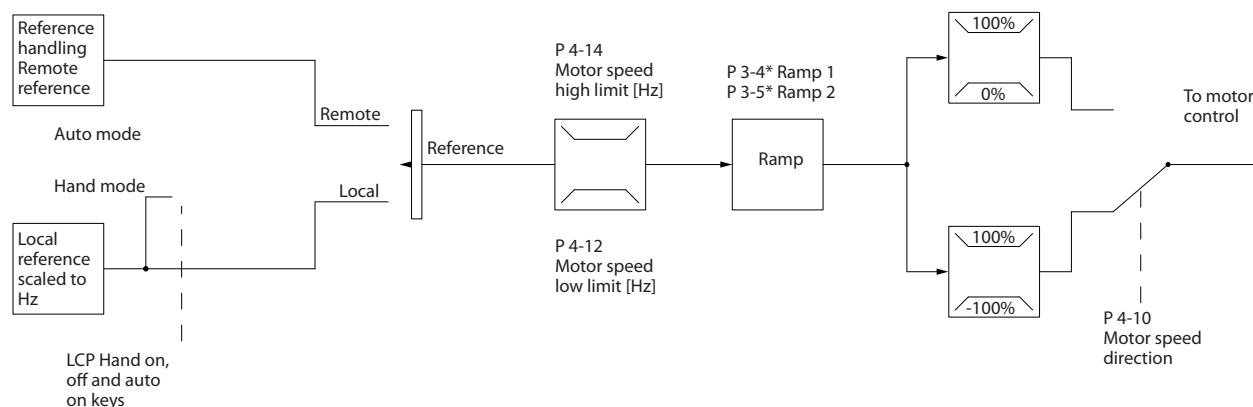 Reference
handling
Remote
reference
Auto mode
Hand mode
Local
reference
scaled to
Hz
LCP Hand on,
off and auto
on keys
Remote
Local
Reference
P 4-14
Motor speed
high limit [Hz]
P 4-12
Motor speed
low limit [Hz]
P 3-4* Ramp 1
P 3-5* Ramp 2
Ramp
100%
0%
100%
-100%
To motor
control
P 4-10
Motor speed
direction